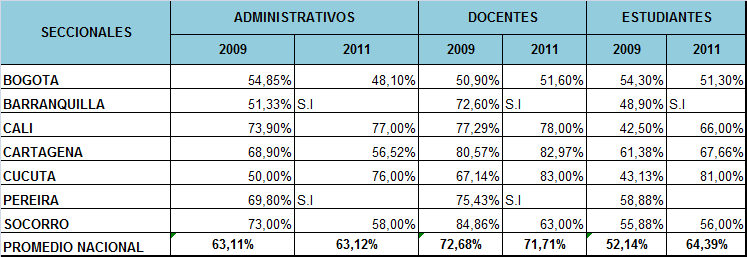 SECCIONALES ADMINISTRATIVOS DOCENTES ESTUDIANTES
2009 2011 2009 2011 2009 2011
BOGOTA 54,85% 48,10% 50,90% 51,60% 54,30% 51,30%
BARRANQUILLA 51,33% S.I 72,60% S.I 48,90% S.I
CALI 73,90% 77,00% 77,29% 78,00% 42,50% 66,00%
CARTAGENA 68,90% 56,52% 80,57% 82,97% 61,38% 67,66%
CUCUTA 50,00% 76,00% 67,14% 83,00% 43,13% 81,00%
PEREIRA 69,80% S.I 75,43% S.I 58,88%
SOCORRO 73,00% 58,00% 84,86% 63,00% 55,88% 56,00%
PROMEDIO NACIONAL 63,11% 63,12% 72,68% 71,71% 52,14% 64,39%